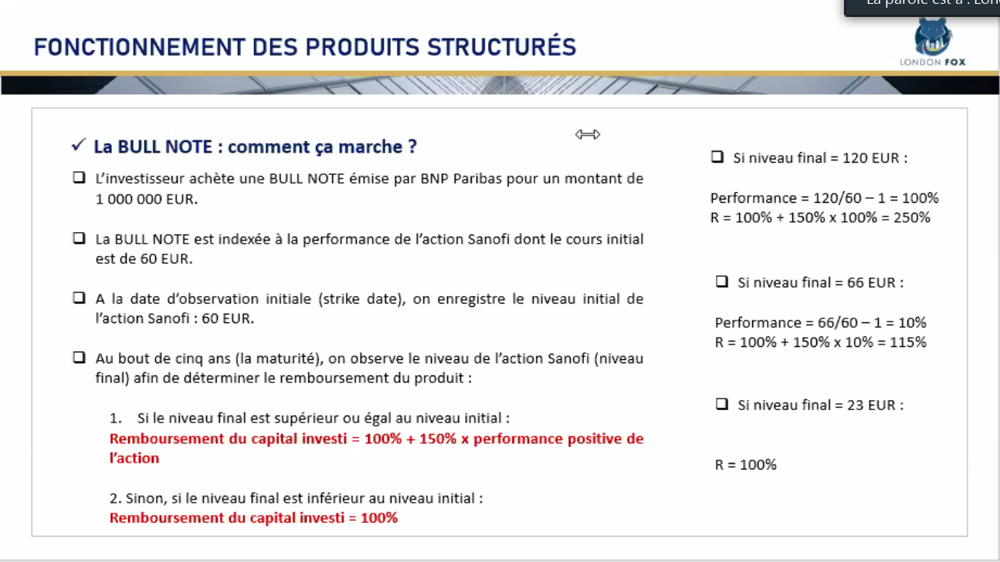 La parole est à : Lon
FONCTIONNEMENT DES PRODUITS STRUCTURÉS
LONDON FOX
✓ La BULL NOTE : comment ça marche ?
❑ L’investisseur achète une BULL NOTE émise par BNP Paribas pour un montant de
1 000 000 EUR.
❑ La BULL NOTE est indexée à la performance de l’action Sanofi dont le cours initial
est de 60 EUR.
❑ A la date d’observation initiale (strike date), on enregistre le niveau initial de
l’action Sanofi : 60 EUR.
❑ Au bout de cinq ans (la maturité), on observe le niveau de l’action Sanofi (niveau
final) afin de déterminer le remboursement du produit :
1. Si le niveau final est supérieur ou égal au niveau initial :
Remboursement du capital investi = 100% + 150% x performance positive de
l’action
2. Sinon, si le niveau final est inférieur au niveau initial :
Remboursement du capital investi = 100%
❑ Si niveau final = 120 EUR :
Performance = 120/60 – 1 = 100%
R = 100% + 150% x 100% = 250%
❑ Si niveau final = 66 EUR :
Performance = 66/60 – 1 = 10%
R = 100% + 150% x 10% = 115%
❑ Si niveau final = 23 EUR :
R = 100%